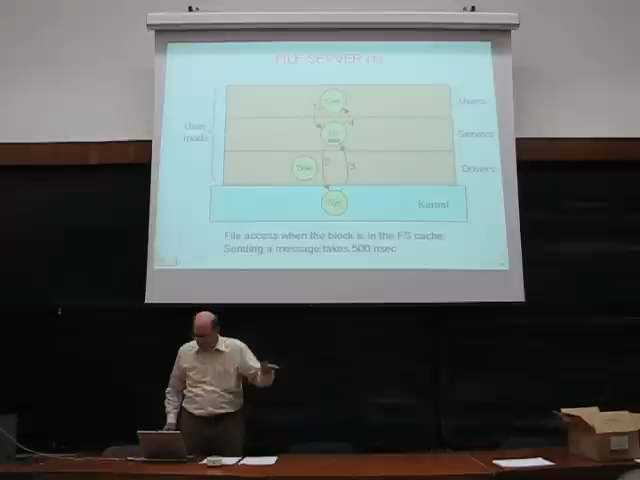 FILE SERVER
Users
User
mode
Servers
Drivers
Kernel
File access when the block is in the FS cache
Sending a message takes 500 nsec